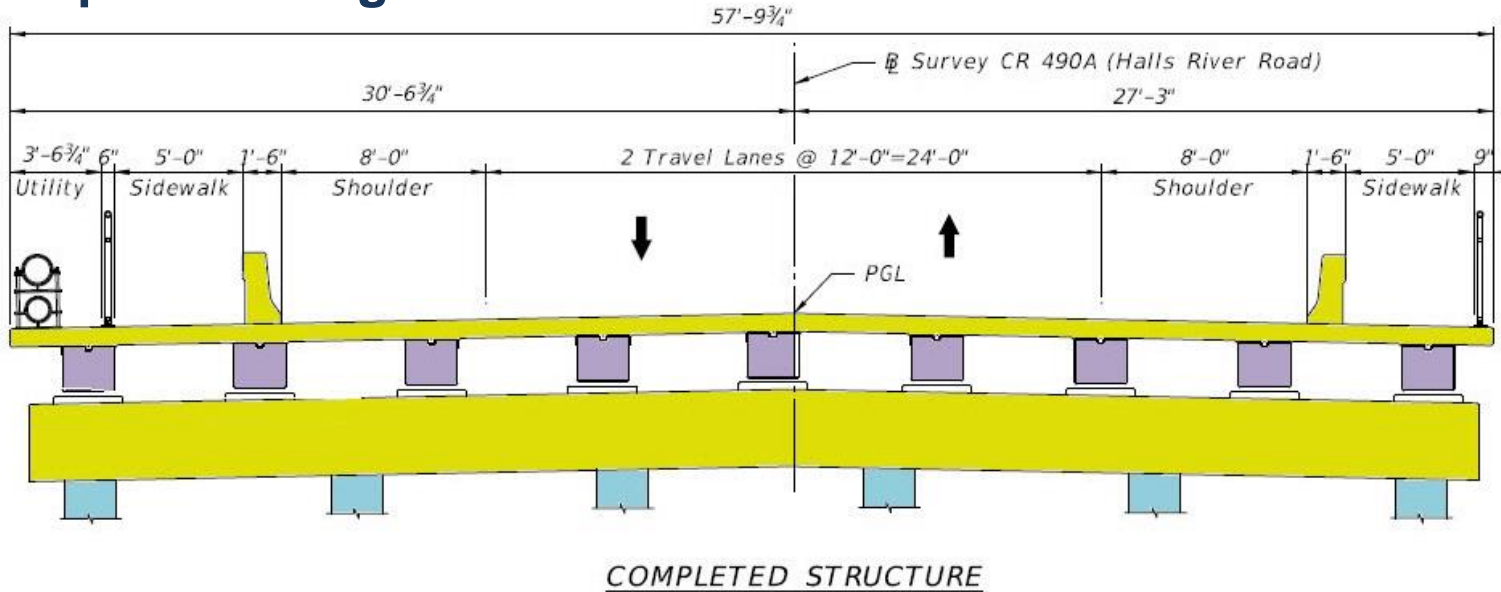 57'-9¾"
℄ Survey CR 490A (Halls River Road)
30'-6¾"
27'-3"
3'-6¾" 6" 5'-0" 1'-6" 8'-0" 2 Travel Lanes @ 12'-0"=24'-0" 8'-0" 1'-6" 5'-0" 9"
Utility Sidewalk Shoulder Shoulder Sidewalk
PGL
COMPLETED STRUCTURE